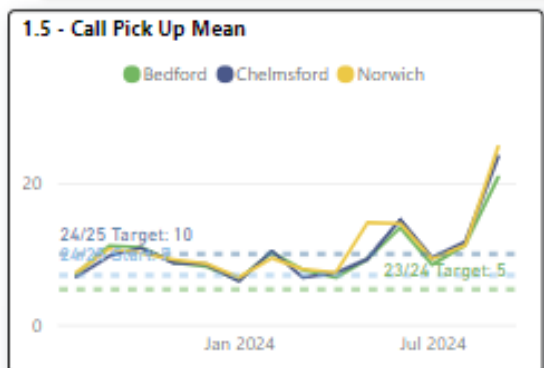 1.5 - Call Pick Up Mean
Bedford Chelmsford Norwich
20
24/25 Target: 10
23/24 Target: 5
0
Jan 2024 Jul 2024